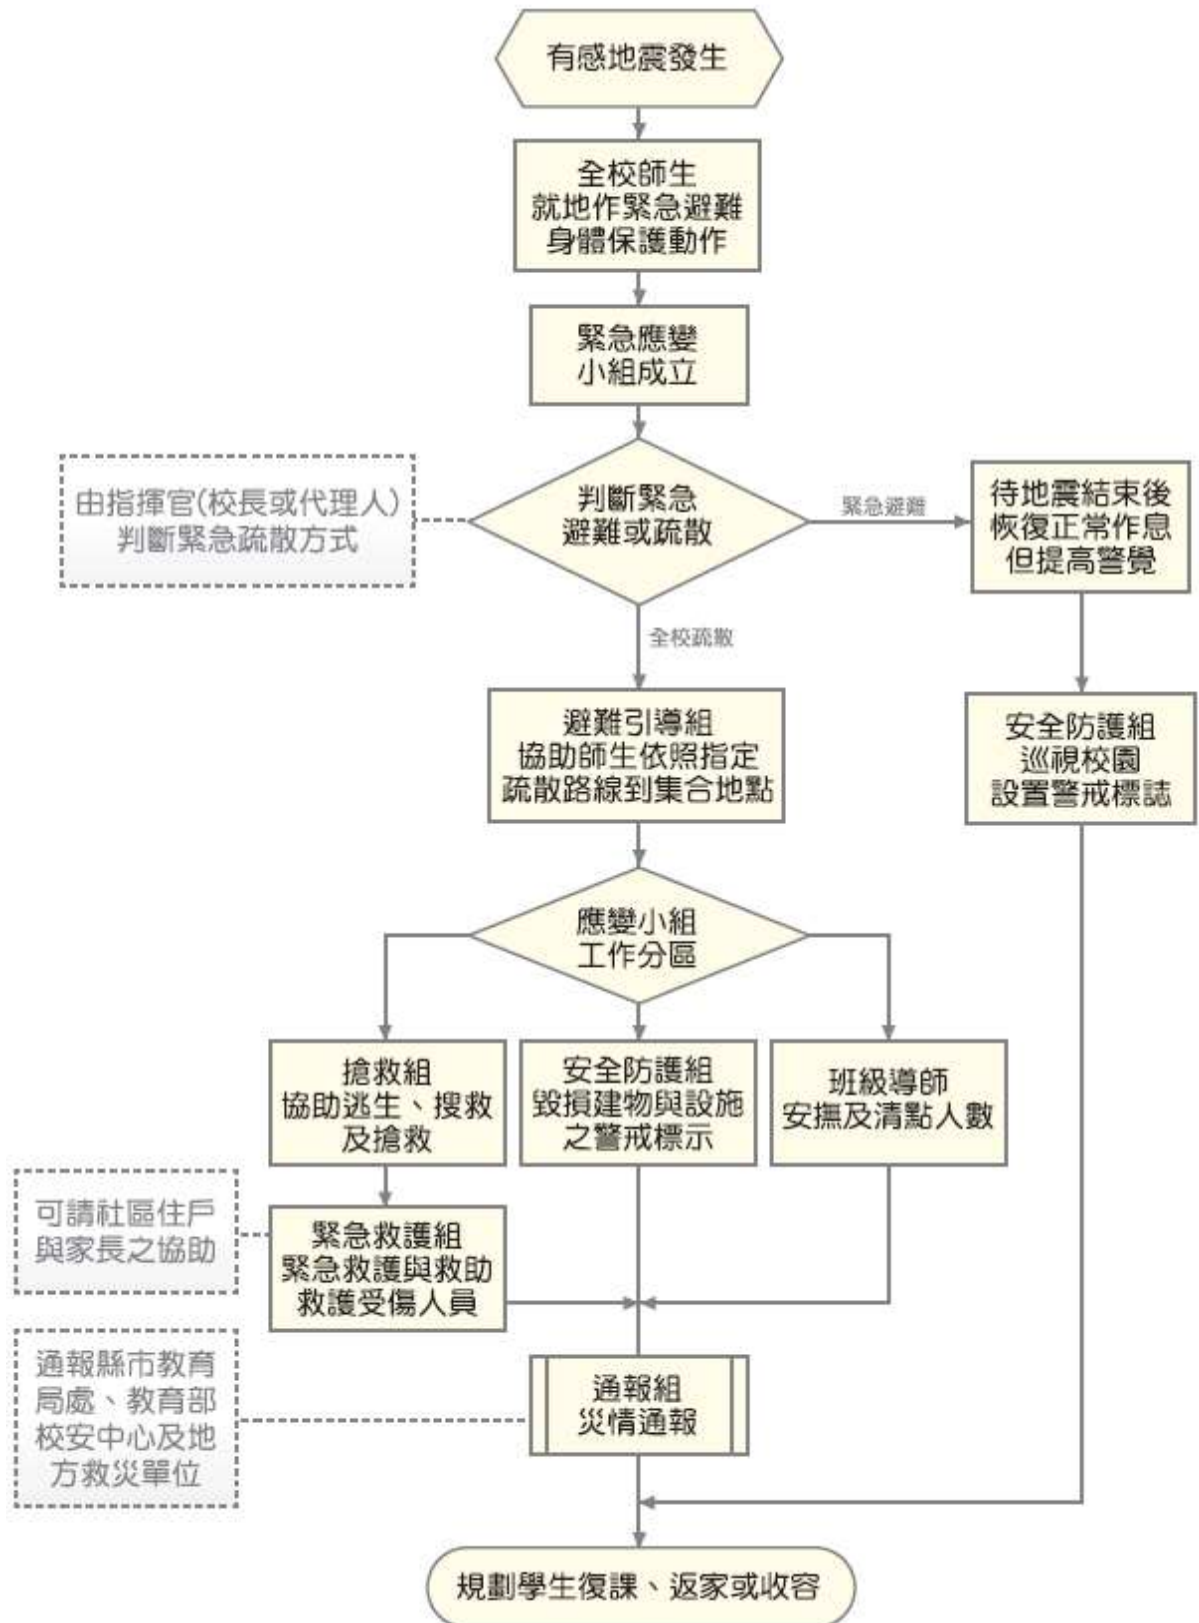 有感地震發生
全校師生
就地作緊急避難
身體保護動作
緊急應變
小組成立
由指揮官(校長或代理人)
判斷緊急疏散方式
判斷緊急
避難或疏散
緊急避難
待地震結束後
恢復正常作息
但提高警覺
全校疏散
避難引導組
協助師生依照指定
疏散路線到集合地點
安全防護組
巡視校園
設置警戒標誌
應變小組
工作分區
搶救組
協助逃生、搜救
及搶救
安全防護組
毀損建物與設施
之警戒標示
班級導師
安撫及清點人數
可請社區住戶
與家長之協助
緊急救護組
緊急救護與救助
救護受傷人員
通報縣市教育
局處、教育部
校安中心及地
方救災單位
通報組
災情通報
規劃學生復課、返家或收容